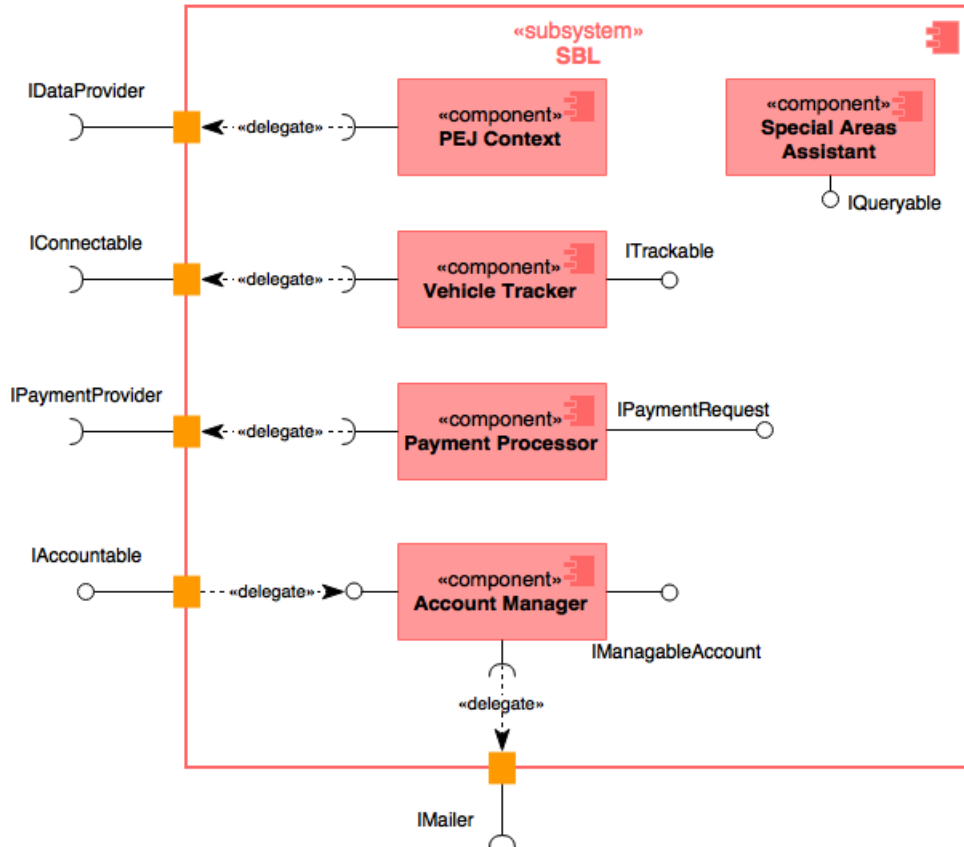 «subsystem»
SBL
IDataProvider
«delegate»
«component»
PEJ Context
«component»
Special Areas
Assistant
IQueryable
IConnectable
«delegate»
«component»
Vehicle Tracker
ITrackable
IPaymentProvider
«delegate»
«component»
Payment Processor
IPaymentRequest
IAccountable
«delegate»
«component»
Account Manager
IManagableAccount
«delegate»
IMailer